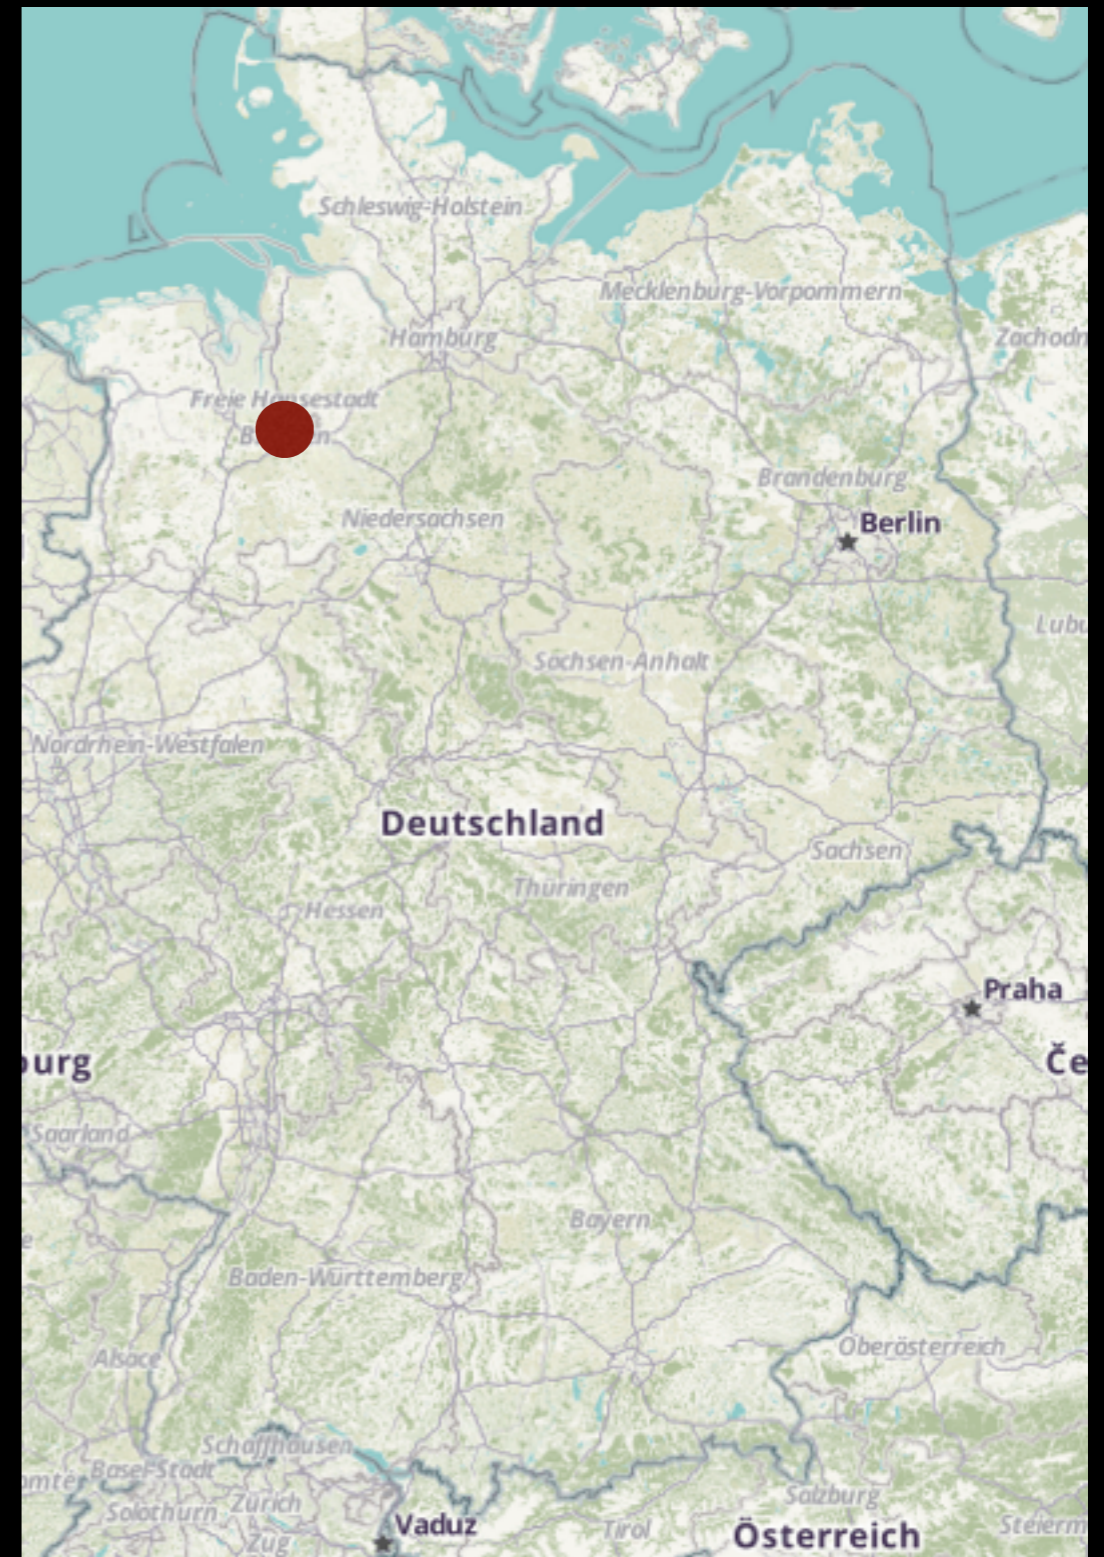 Schleswig-Holstein
Mecklenburg-Vorpommern
Hamburg
Zachodn
Freie Hansestadt
Brandenburg
Niedersachsen
Berlin
Lubu
Sachsen-Anhalt
Nordrhein-Westfalen
Deutschland
Sachsen
Thüringen
Hessen
Praha
burg
Če
Saarland
Bayern
e
Baden-Württemberg
Oberösterreich
Alsace
Schaffhausen
Basel-Stadt
omté
Salzburg
Solothurn
Zürich
Vaduz
Tirol
Österreich
Steierm
Zug